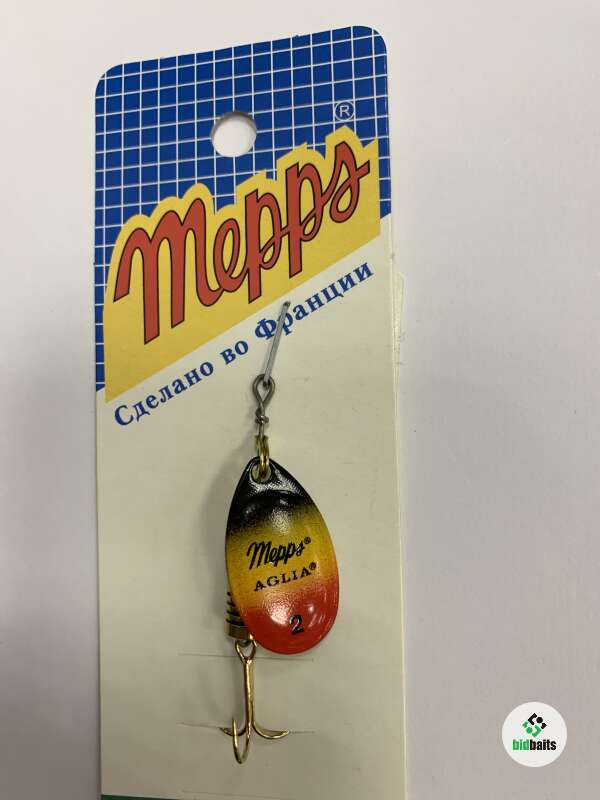 ®
Mepps
Сделано во Франции
Mepps®
AGLIA®
2
bidbaits